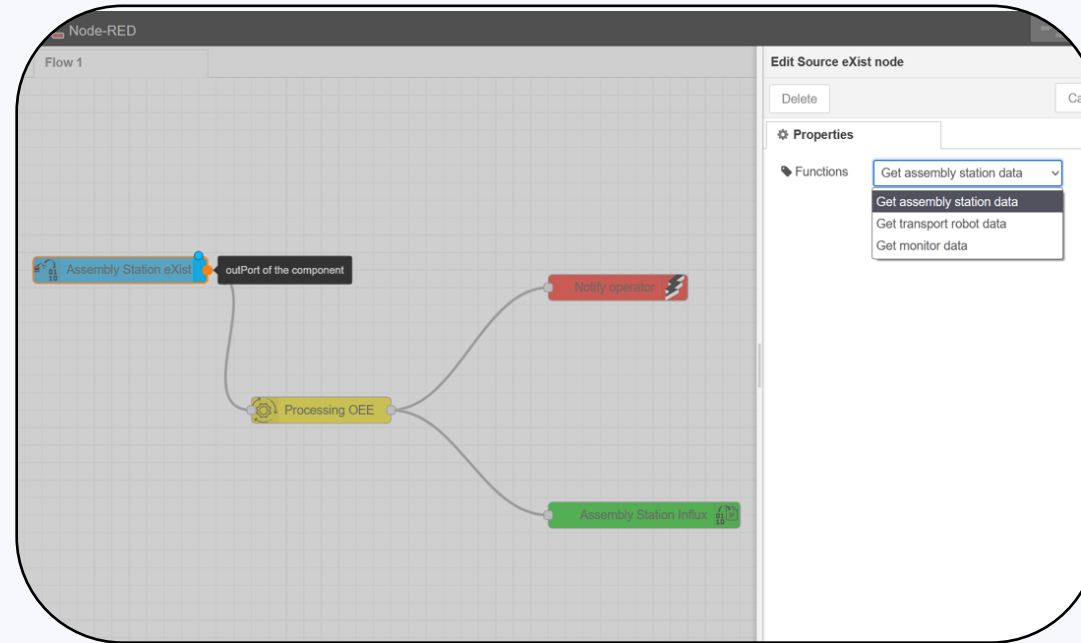 Node-RED
Flow 1
Edit Source eXist node
Delete
Properties
Functions
Get assembly station data
Get assembly station data
Get transport robot data
Get monitor data
Assembly Station eXist
outPort of the component
Notify operator
Processing OEE
Assembly Station Influx